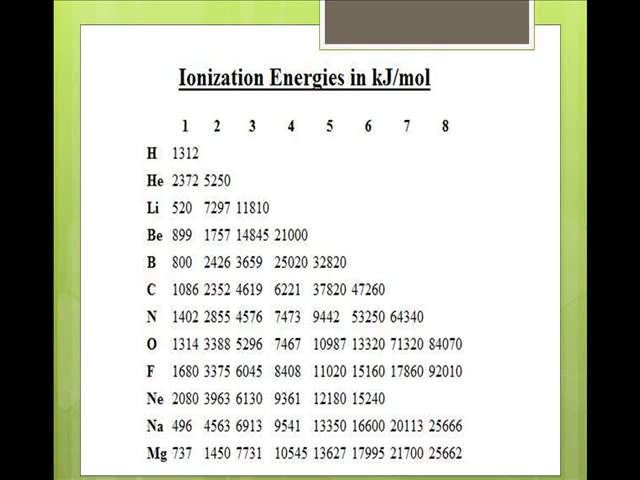 Ionization Energies in kJ/mol
1 2 3 4 5 6 7 8
H 1312
He 2372 5250
Li 520 7297 11810
Be 899 1757 14845 21000
B 800 2426 3659 25020 32820
C 1086 2352 4619 6221 37820 47260
N 1402 2855 4576 7473 9442 53250 64340
O 1314 3388 5296 7467 10987 13320 71320 84070
F 1680 3375 6045 8408 11020 15160 17860 92010
Ne 2080 3963 6130 9361 12180 15240
Na 496 4563 6913 9541 13350 16600 20113 25666
Mg 737 1450 7731 10545 13627 17995 21700 25662